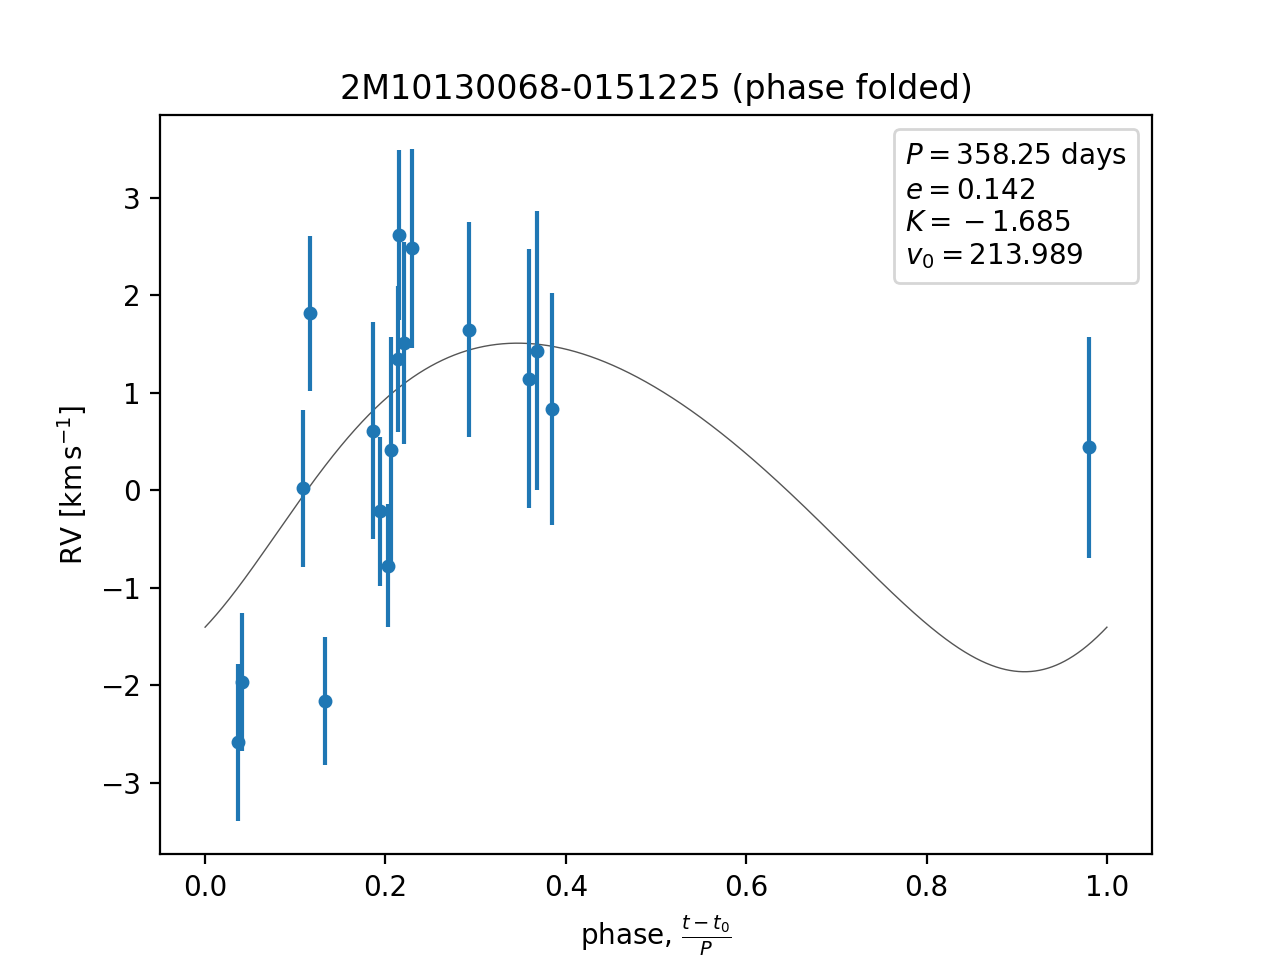 2M10130068-0151225 (phase folded)
P = 358.25 days
e = 0.142
K = −1.685
v₀ = 213.989
3
2
1
0
−1
−2
−3
RV [km s⁻¹]
0.0 0.2 0.4 0.6 0.8 1.0
phase, (t − t₀)/P